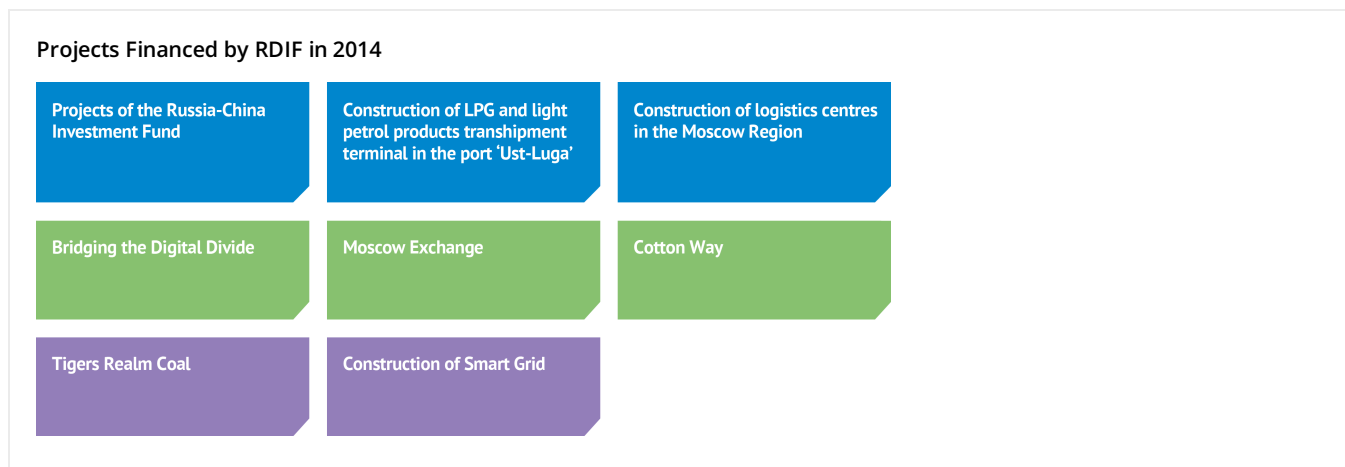 Projects Financed by RDIF in 2014
Projects of the Russia-China
Investment Fund
Construction of LPG and light
petrol products transhipment
terminal in the port ‘Ust-Luga’
Construction of logistics centres
in the Moscow Region
Bridging the Digital Divide
Moscow Exchange
Cotton Way
Tigers Realm Coal
Construction of Smart Grid